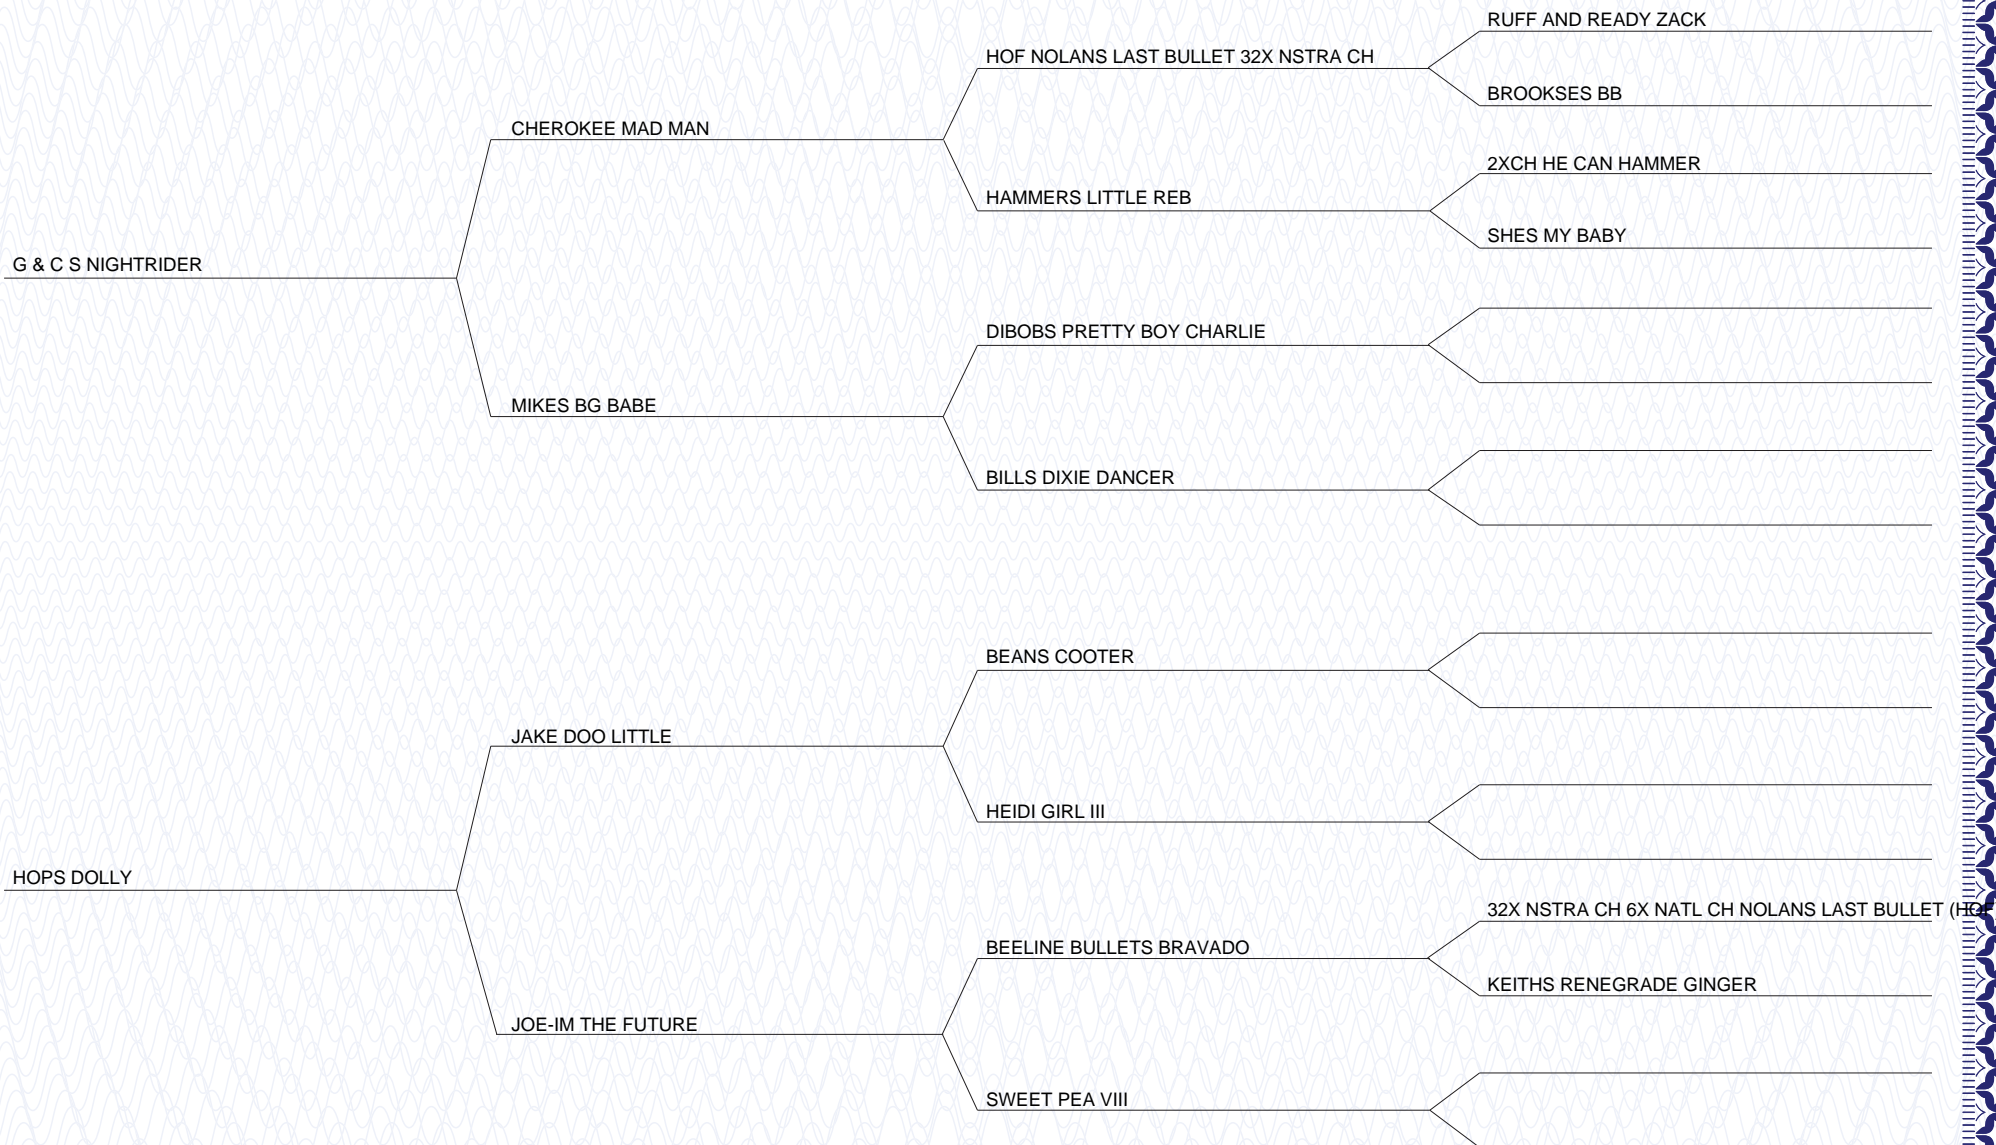 RUFF AND READY ZACK
HOF NOLANS LAST BULLET 32X NSTRA CH
BROOKSES BB
CHEROKEE MAD MAN
2XCH HE CAN HAMMER
HAMMERS LITTLE REB
SHES MY BABY
G & C S NIGHTRIDER
DIBOBS PRETTY BOY CHARLIE
MIKES BG BABE
BILLS DIXIE DANCER
BEANS COOTER
JAKE DOO LITTLE
HEIDI GIRL III
HOPS DOLLY
32X NSTRA CH 6X NATL CH NOLANS LAST BULLET (HOF
BEELINE BULLETS BRAVADO
KEITHS RENEGRADE GINGER
JOE-IM THE FUTURE
SWEET PEA VIII